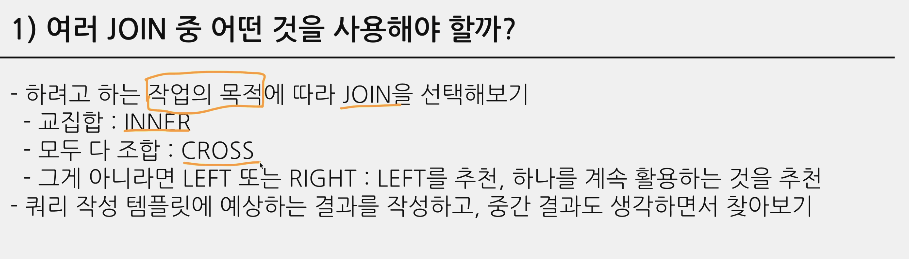 1) 여러 JOIN 중 어떤 것을 사용해야 할까?
- 하려고 하는 작업의 목적에 따라 JOIN을 선택해보기
- 교집합 : INNER
- 모두 다 조합 : CROSS
- 그게 아니라면 LEFT 또는 RIGHT : LEFT를 추천, 하나를 계속 활용하는 것을 추천
- 쿼리 작성 템플릿에 예상하는 결과를 작성하고, 중간 결과도 생각하면서 찾아보기